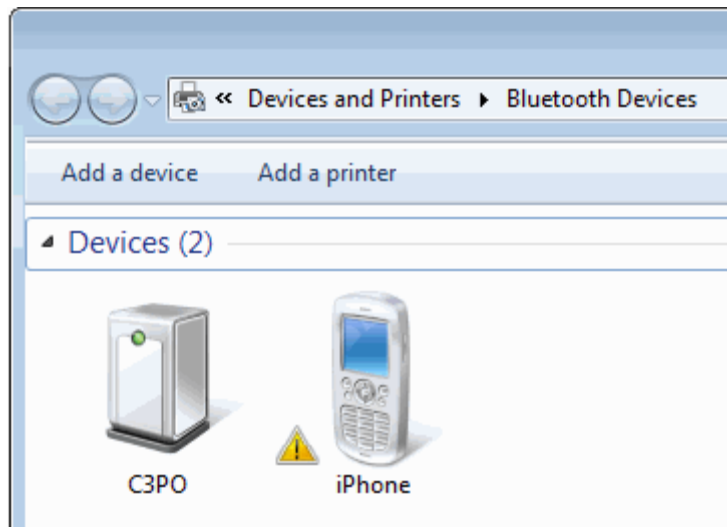 « Devices and Printers ▸ Bluetooth Devices
Add a device Add a printer
Devices (2)
C3PO iPhone